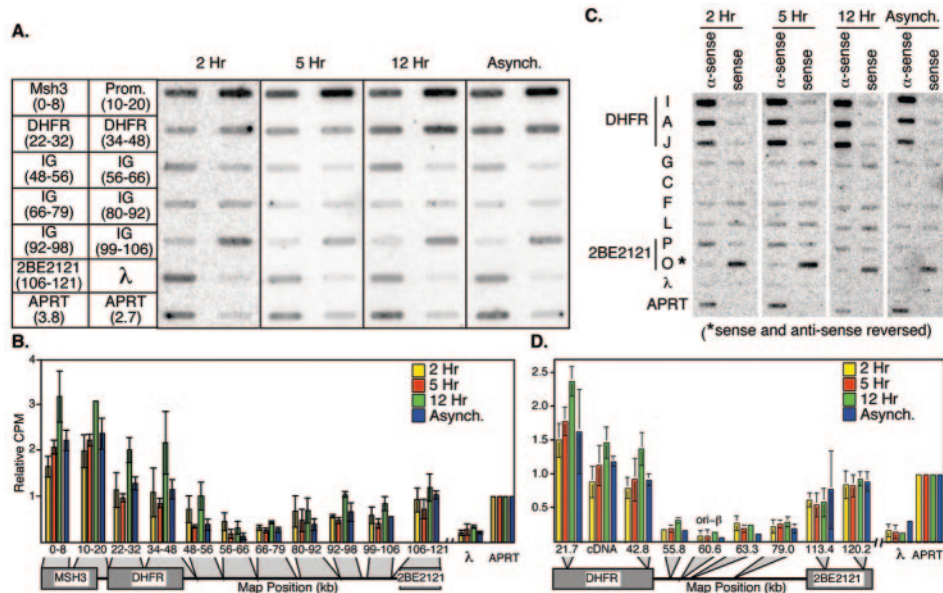 A.
2 Hr 5 Hr 12 Hr Asynch.
Msh3 (0-8) Prom. (10-20)
DHFR (22-32) DHFR (34-48)
IG (48-56) IG (56-66)
IG (66-79) IG (80-92)
IG (92-98) IG (99-106)
2BE2121 (106-121) λ
APRT (3.8) APRT (2.7)
C.
2 Hr 5 Hr 12 Hr Asynch.
α-sense sense α-sense sense α-sense sense α-sense sense
DHFR
I
A
J
G
C
F
L
2BE2121
P
O *
λ
APRT
(*sense and anti-sense reversed)
B.
Relative CPM
4
3
2
1
2 Hr
5 Hr
12 Hr
Asynch.
0-8 10-20 22-32 34-48 48-56 56-66 66-79 80-92 92-98 99-106 106-121 λ APRT
MSH3 DHFR Map Position (kb) 2BE2121
D.
2.5
2.0
1.5
1.0
0.5
2 Hr
5 Hr
12 Hr
Asynch.
ori-β
21.7 cDNA 42.8 55.8 60.6 63.3 79.0 113.4 120.2 λ APRT
DHFR Map Position (kb) 2BE2121